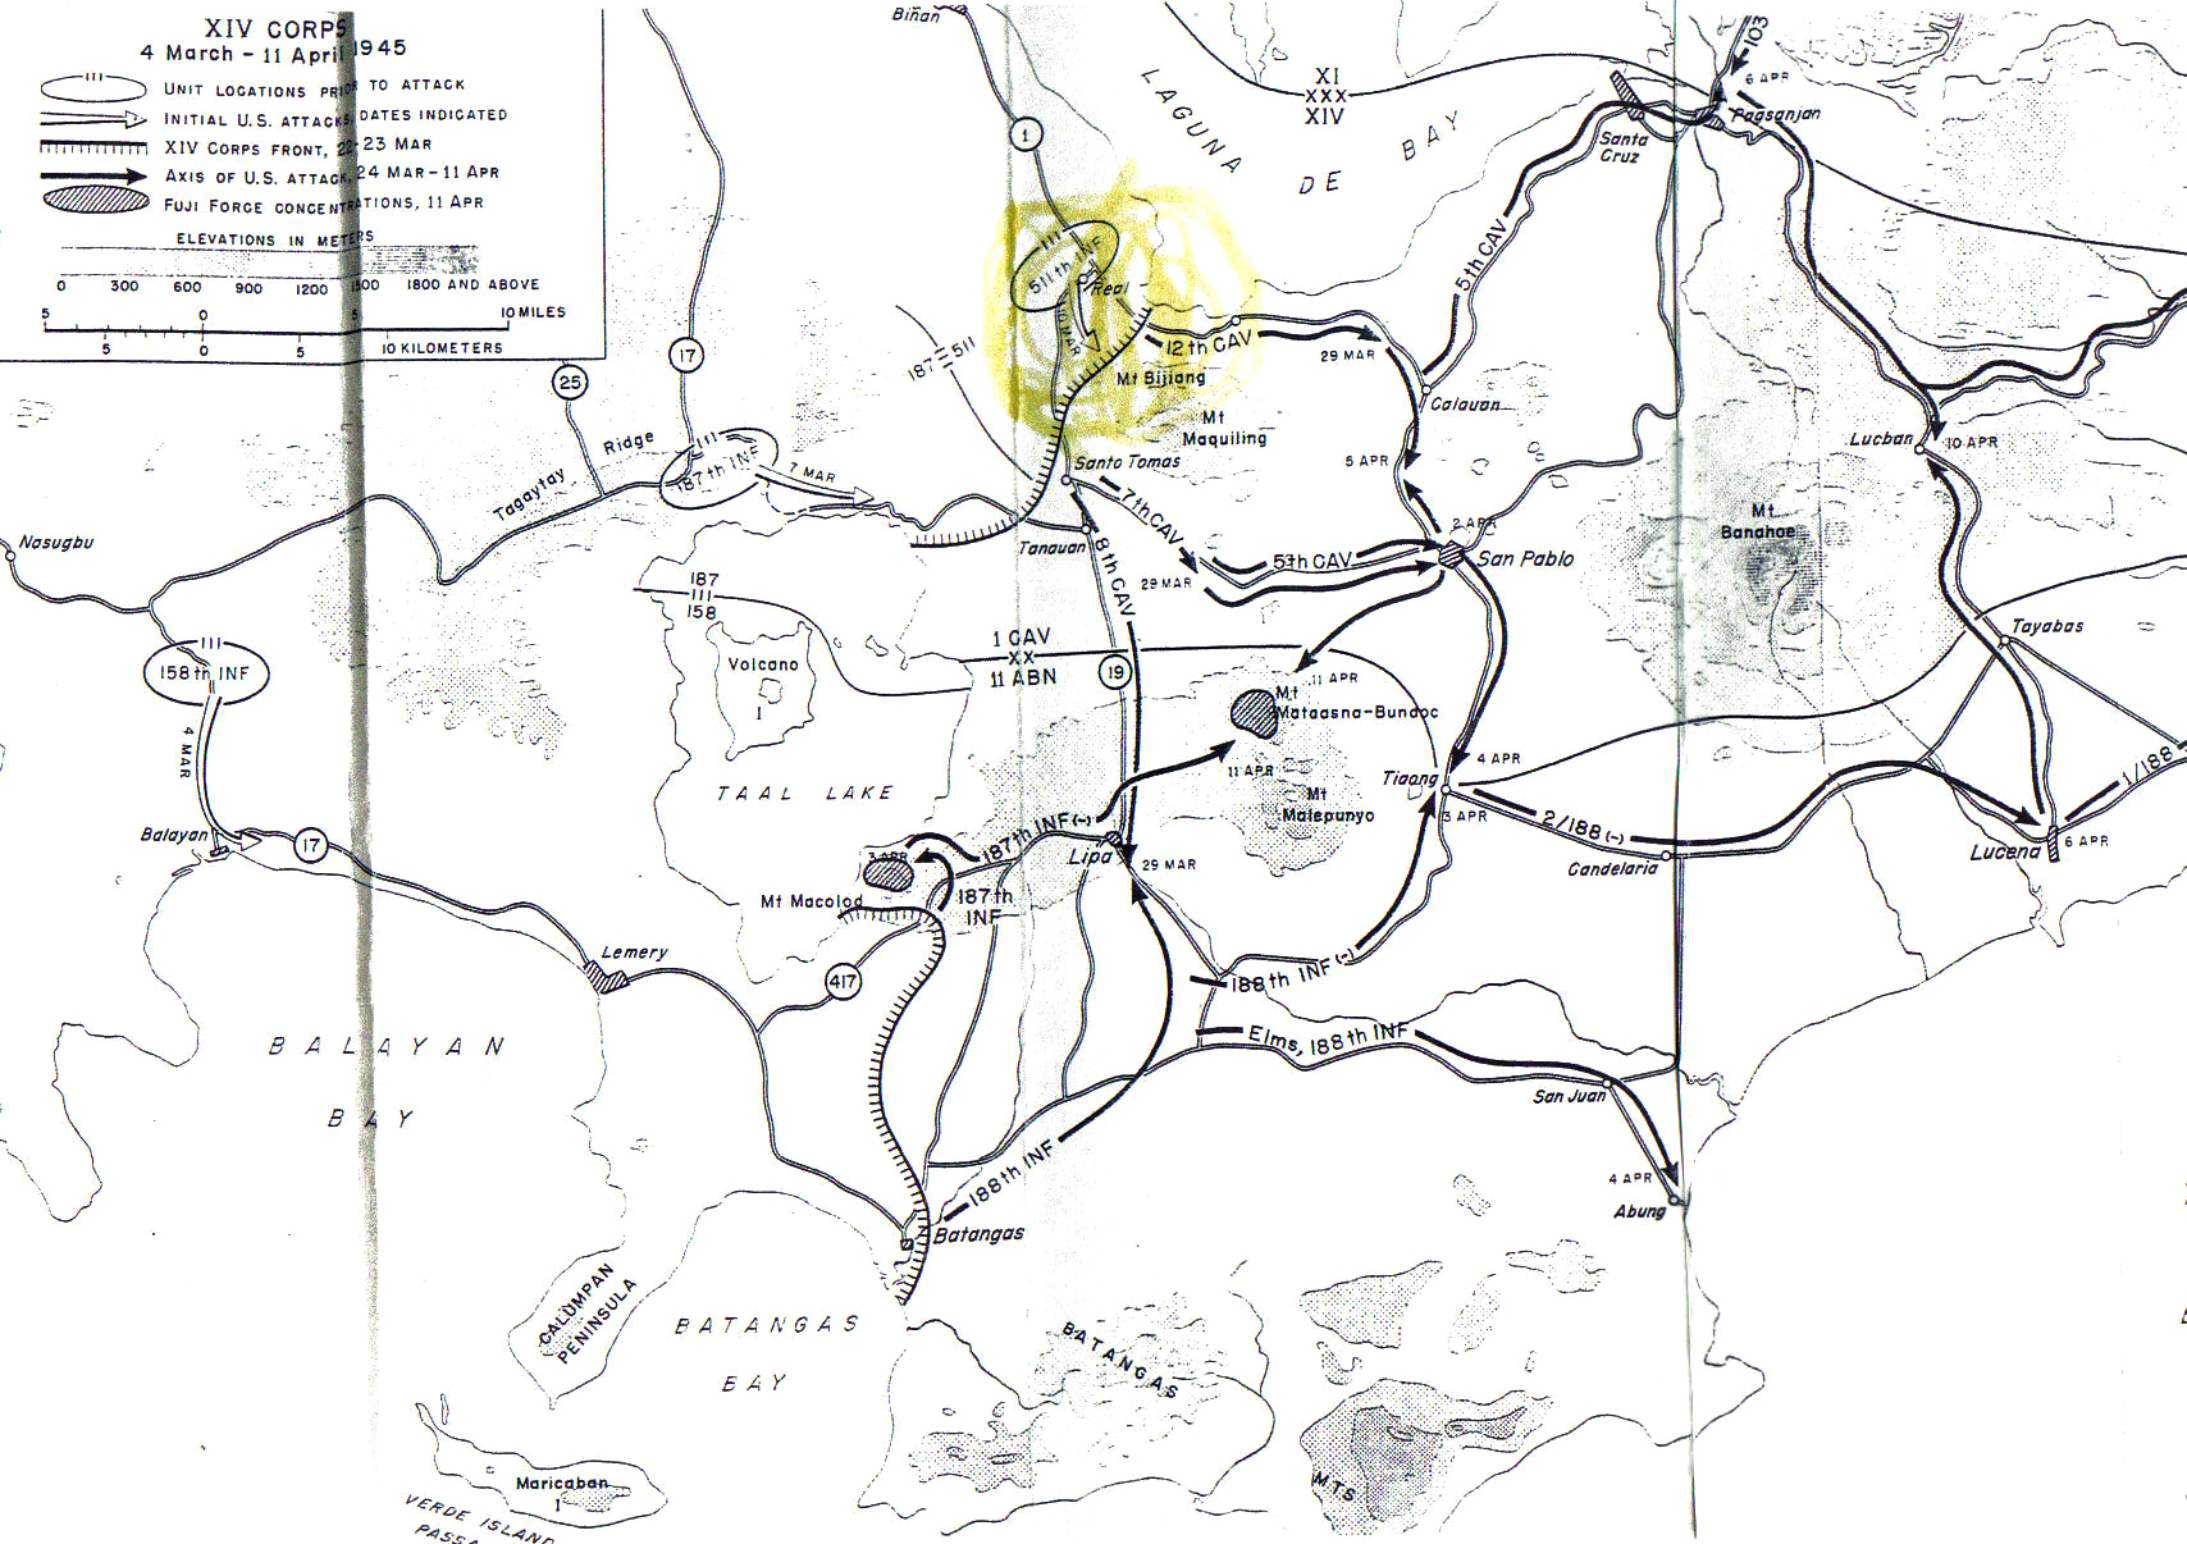 XIV CORPS
4 March - 11 April 1945
UNIT LOCATIONS PRIOR TO ATTACK
INITIAL U.S. ATTACKS, DATES INDICATED
XIV CORPS FRONT, 22-23 MAR
AXIS OF U.S. ATTACK, 24 MAR-11 APR
FUJI FORCE CONCENTRATIONS, 11 APR
ELEVATIONS IN METERS
0 300 600 900 1200 1500 1800 AND ABOVE
5 0 5 10 MILES
5 0 5 10 KILOMETERS
Biñan
1
LAGUNA
DE
BAY
XI
XXX
XIV
103
6 APR
Pagsanjan
Santa
Cruz
5th CAV
511th INF
Real
10 MAR
12th CAV
29 MAR
Mt Bijiang
Mt
Maquiling
Calauan
187 511
17
25
Tagaytay Ridge
187th INF
7 MAR
Santo Tomas
7th CAV
29 MAR
5 APR
2 APR
5th CAV
San Pablo
Lucban
10 APR
Mt
Banahao
Nasugbu
Tanauan
8th CAV
187
III
158
158th INF
4 MAR
Volcano
I
1 CAV
XX
11 ABN
19
11 APR
Mt
Mataasna-Bundoc
Tayabas
TAAL LAKE
11 APR
Mt
Malepunyo
4 APR
Tiaong
3 APR
2/188 (-)
1/188
Balayan
17
3 APR
187th INF (-)
Lipa
29 MAR
Candelaria
Lucena
6 APR
Mt Macolod
187th
INF
Lemery
417
188th INF (-)
Elms, 188th INF
BALAYAN
BAY
San Juan
188th INF
4 APR
Abung
Batangas
CALUMPAN
PENINSULA
BATANGAS
BAY
BATANGAS
MTS
Maricaban
I
VERDE ISLAND